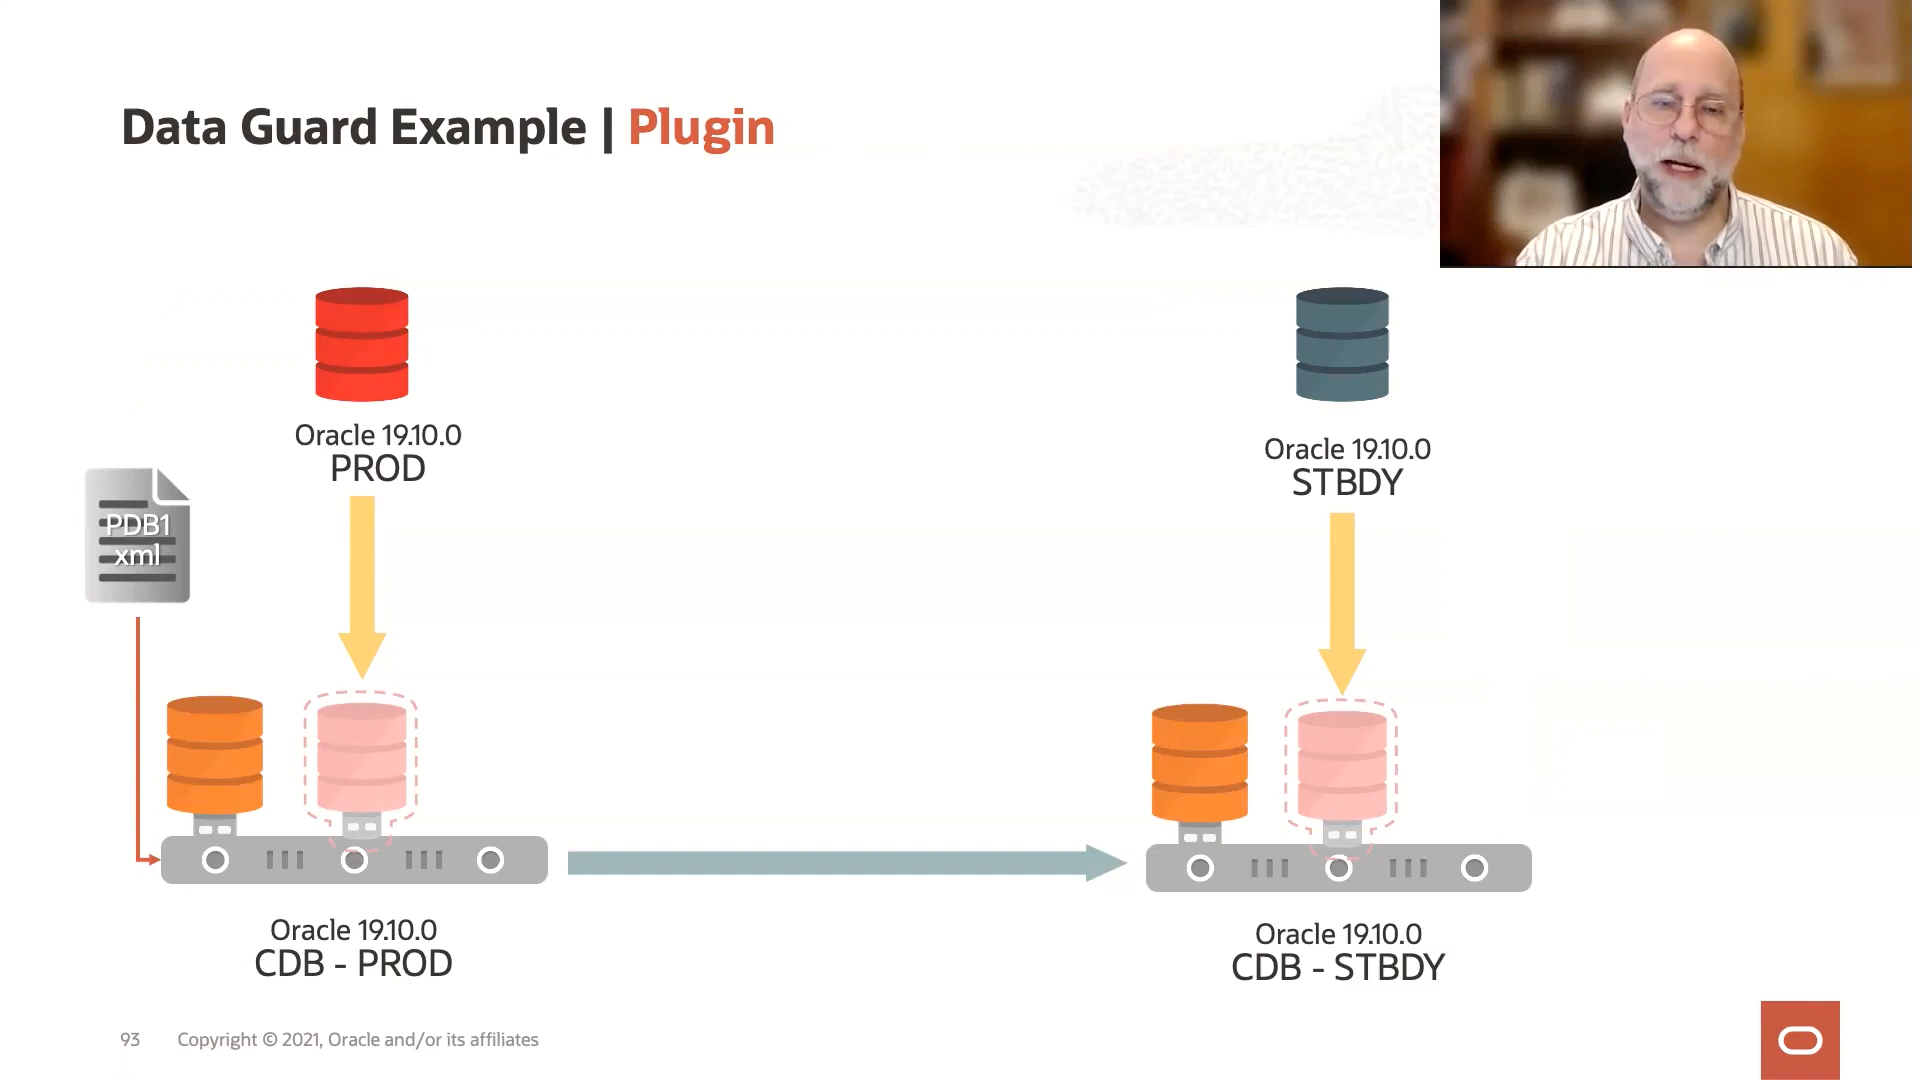 Data Guard Example | Plugin
Oracle 19.10.0
PROD
Oracle 19.10.0
STBDY
PDB1
xml
Oracle 19.10.0
CDB - PROD
Oracle 19.10.0
CDB - STBDY
93 Copyright © 2021, Oracle and/or its affiliates